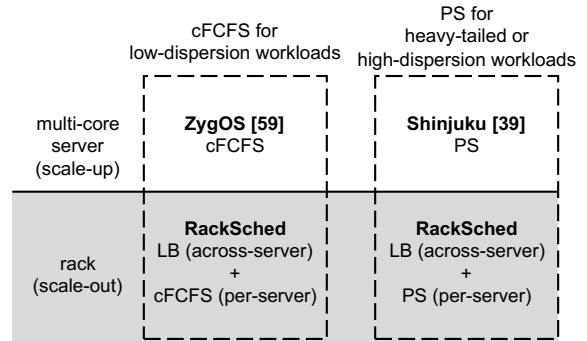 cFCFS for
low-dispersion workloads
PS for
heavy-tailed or
high-dispersion workloads
multi-core
server
(scale-up)
ZygOS [59]
cFCFS
Shinjuku [39]
PS
rack
(scale-out)
RackSched
LB (across-server)
+
cFCFS (per-server)
RackSched
LB (across-server)
+
PS (per-server)